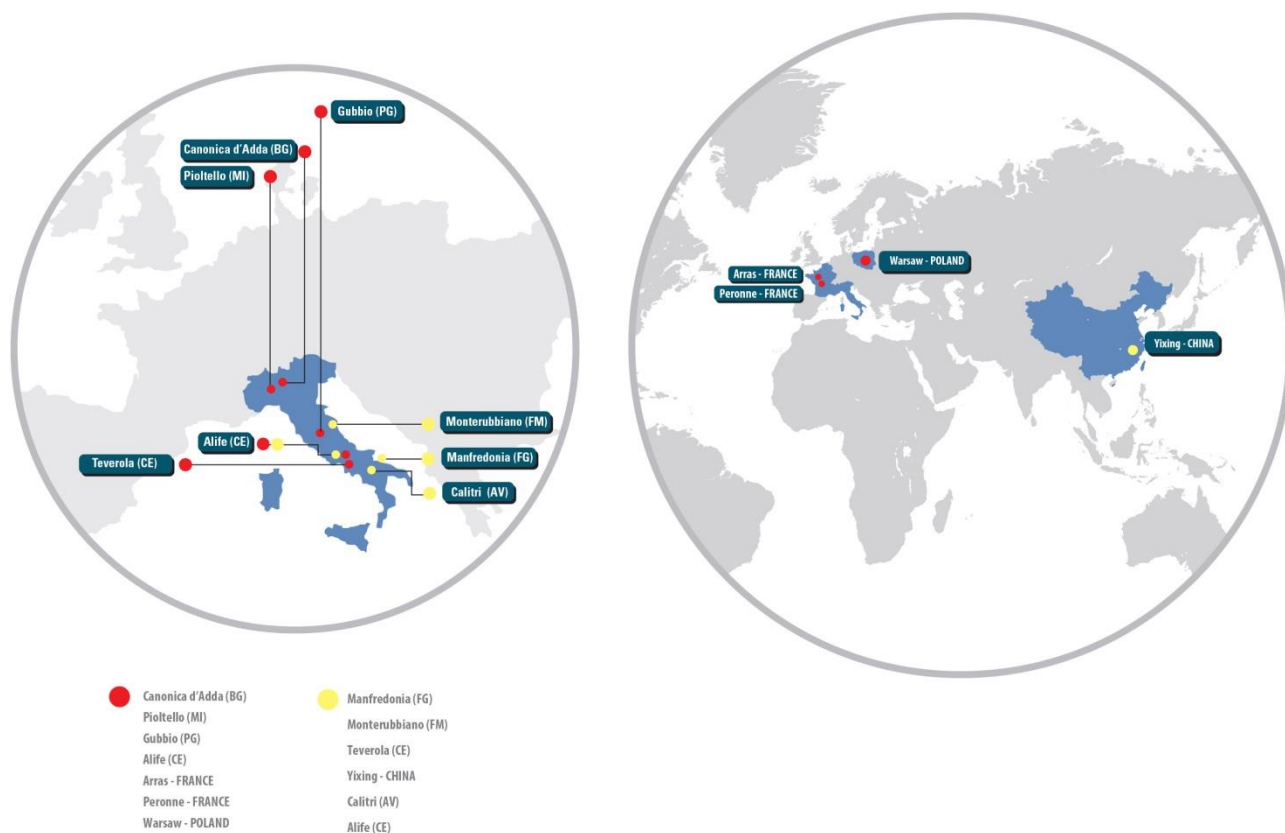 Gubbio (PG)
Canonica d'Adda (BG)
Pioltello (MI)
Monterubbiano (FM)
Alife (CE)
Manfredonia (FG)
Teverola (CE)
Calitri (AV)
Warsaw - POLAND
Arras - FRANCE
Peronne - FRANCE
Yixing - CHINA
Canonica d'Adda (BG)
Pioltello (MI)
Gubbio (PG)
Alife (CE)
Arras - FRANCE
Peronne - FRANCE
Warsaw - POLAND
Manfredonia (FG)
Monterubbiano (FM)
Teverola (CE)
Yixing - CHINA
Calitri (AV)
Alife (CE)